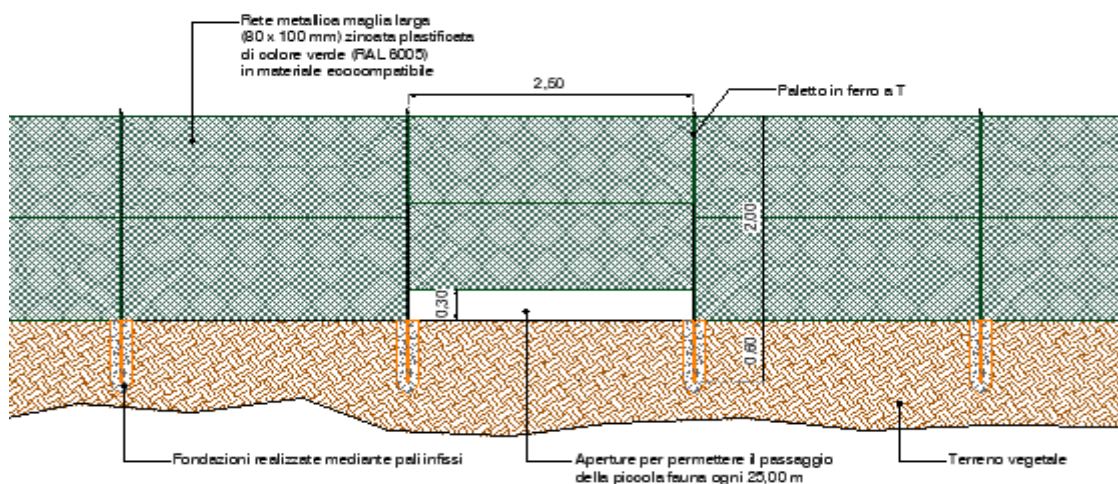 Rete metallica maglia larga
(80 x 100 mm) zincata plastificata
di colore verde (RAL 6005)
in materiale ecocompatibile
2,50
Paletto in ferro a T
2,00
0,30
0,60
Fondazioni realizzate mediante pali infissi
Aperture per permettere il passaggio
della piccola fauna ogni 25,00 m
Terreno vegetale